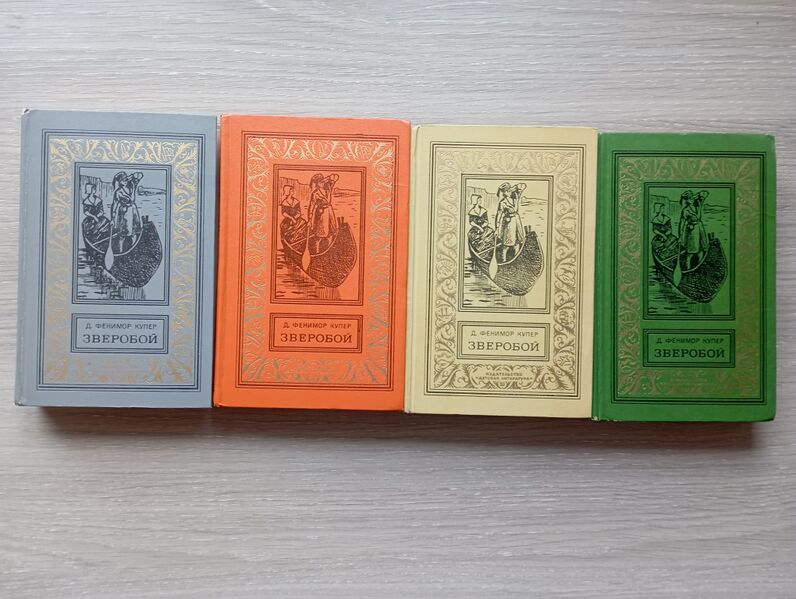 Д. ФЕНИМОР КУПЕР
ЗВЕРОБОЙ
Д. ФЕНИМОР КУПЕР
ЗВЕРОБОЙ
Д. ФЕНИМОР КУПЕР
ЗВЕРОБОЙ
ИЗДАТЕЛЬСТВО
«ДЕТСКАЯ ЛИТЕРАТУРА»
Д. ФЕНИМОР КУПЕР
ЗВЕРОБОЙ